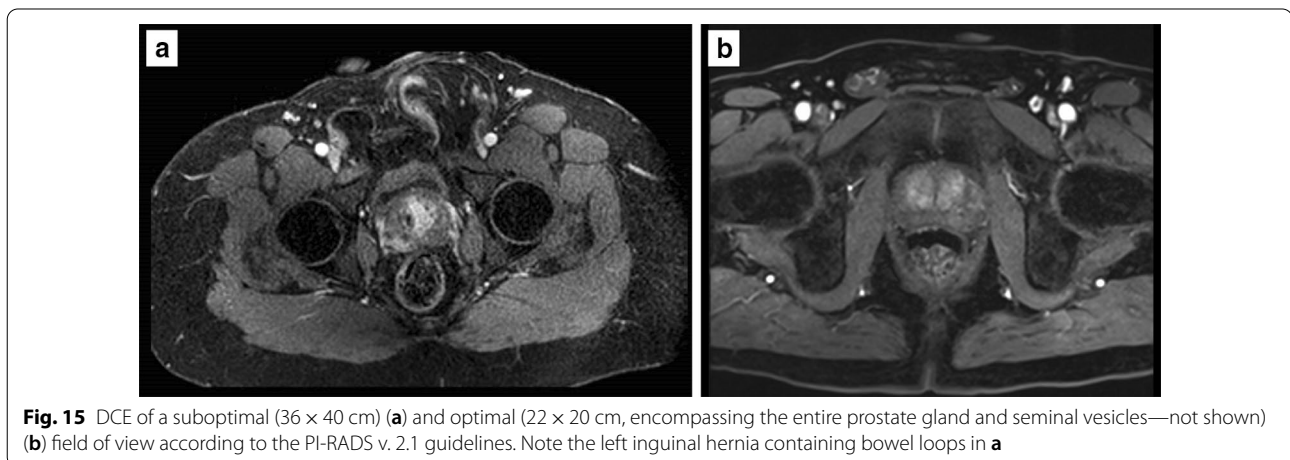 a
b
Fig. 15 DCE of a suboptimal (36 × 40 cm) (a) and optimal (22 × 20 cm, encompassing the entire prostate gland and seminal vesicles—not shown)
(b) field of view according to the PI-RADS v. 2.1 guidelines. Note the left inguinal hernia containing bowel loops in a